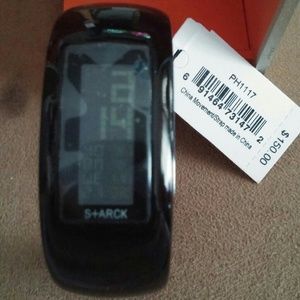 S+ARCK
PH1117
6 91464 73147 2
China Movement/Strap made in China
$150.00